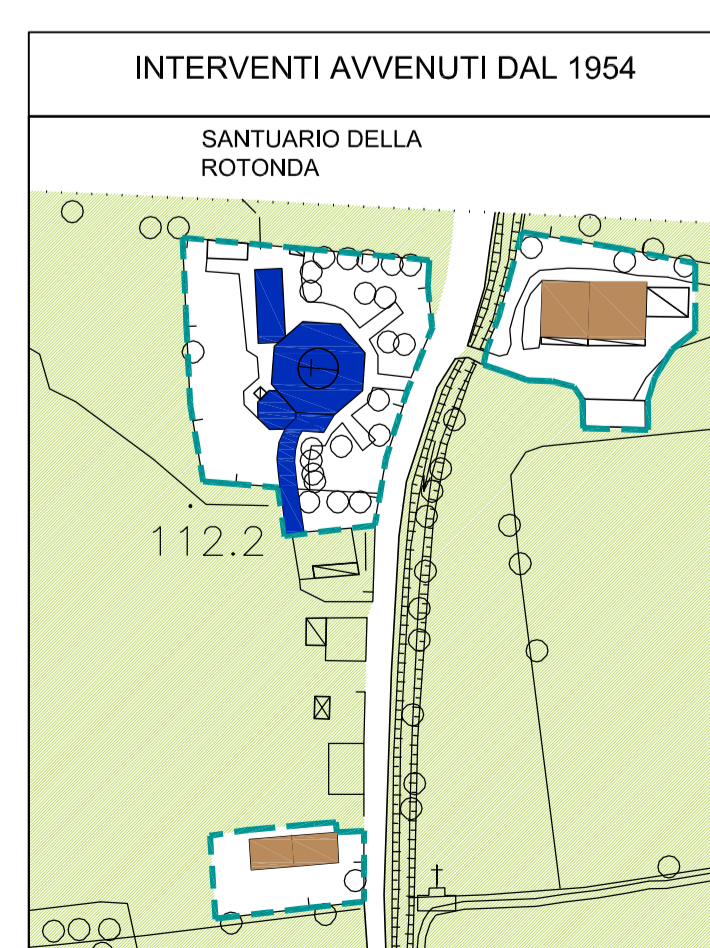 INTERVENTI AVVENUTI DAL 1954
SANTUARIO DELLA
ROTONDA
112.2